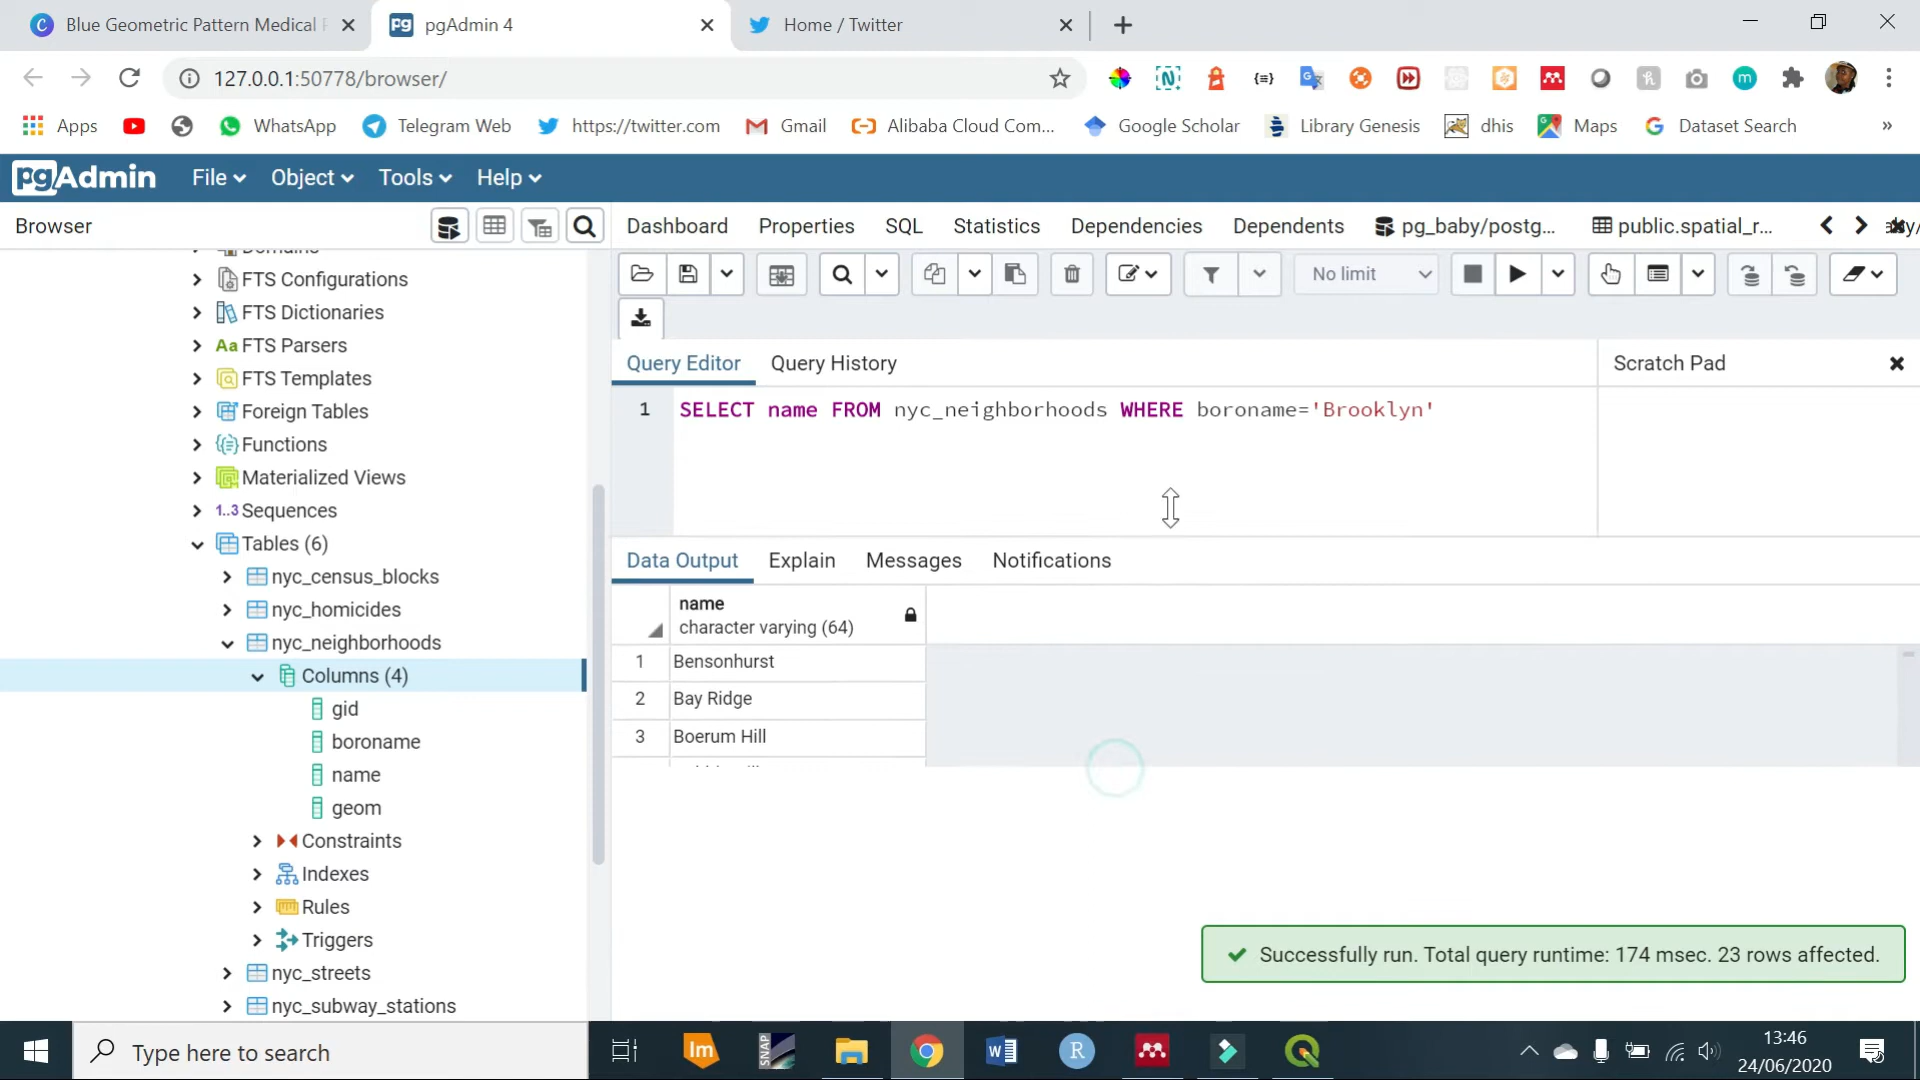 Blue Geometric Pattern Medical
pgAdmin 4
Home / Twitter
127.0.0.1:50778/browser/
Apps
WhatsApp
Telegram Web
https://twitter.com
Gmail
Alibaba Cloud Com...
Google Scholar
Library Genesis
dhis
Maps
Dataset Search
»
pgAdmin
File
Object
Tools
Help
Browser
Dashboard
Properties
SQL
Statistics
Dependencies
Dependents
pg_baby/postg...
public.spatial_r...
No limit
FTS Configurations
FTS Dictionaries
Aa FTS Parsers
FTS Templates
Foreign Tables
Functions
Materialized Views
1..3 Sequences
Tables (6)
nyc_census_blocks
nyc_homicides
nyc_neighborhoods
Columns (4)
gid
boroname
name
geom
Constraints
Indexes
Rules
Triggers
nyc_streets
nyc_subway_stations
Query Editor
Query History
Scratch Pad
1 SELECT name FROM nyc_neighborhoods WHERE boroname='Brooklyn'
Data Output
Explain
Messages
Notifications
name
character varying (64)
1 Bensonhurst
2 Bay Ridge
3 Boerum Hill
Successfully run. Total query runtime: 174 msec. 23 rows affected.
Type here to search
Im
SNAP
W
R
13:46
24/06/2020